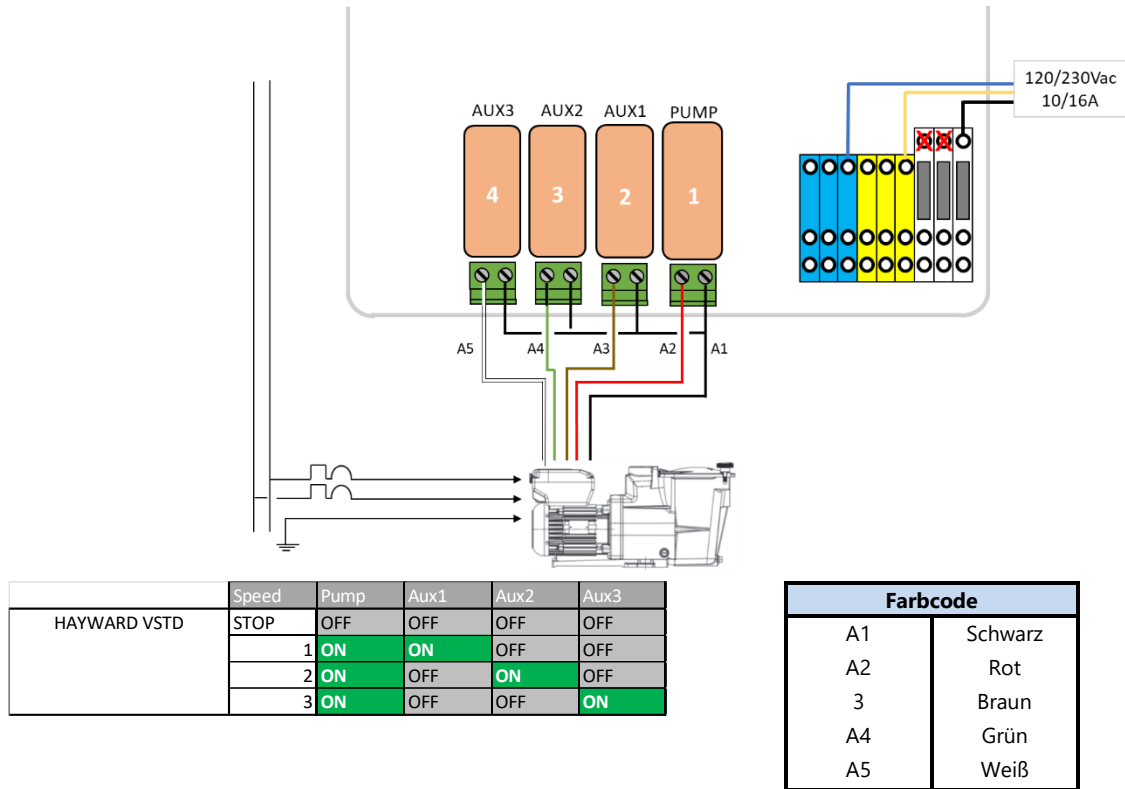 120/230Vac
10/16A
AUX3 AUX2 AUX1 PUMP
4 3 2 1
A5 A4 A3 A2 A1
Speed Pump Aux1 Aux2 Aux3
HAYWARD VSTD STOP OFF OFF OFF OFF
1 ON ON OFF OFF
2 ON OFF ON OFF
3 ON OFF OFF ON
Farbcode
A1 Schwarz
A2 Rot
3 Braun
A4 Grün
A5 Weiß